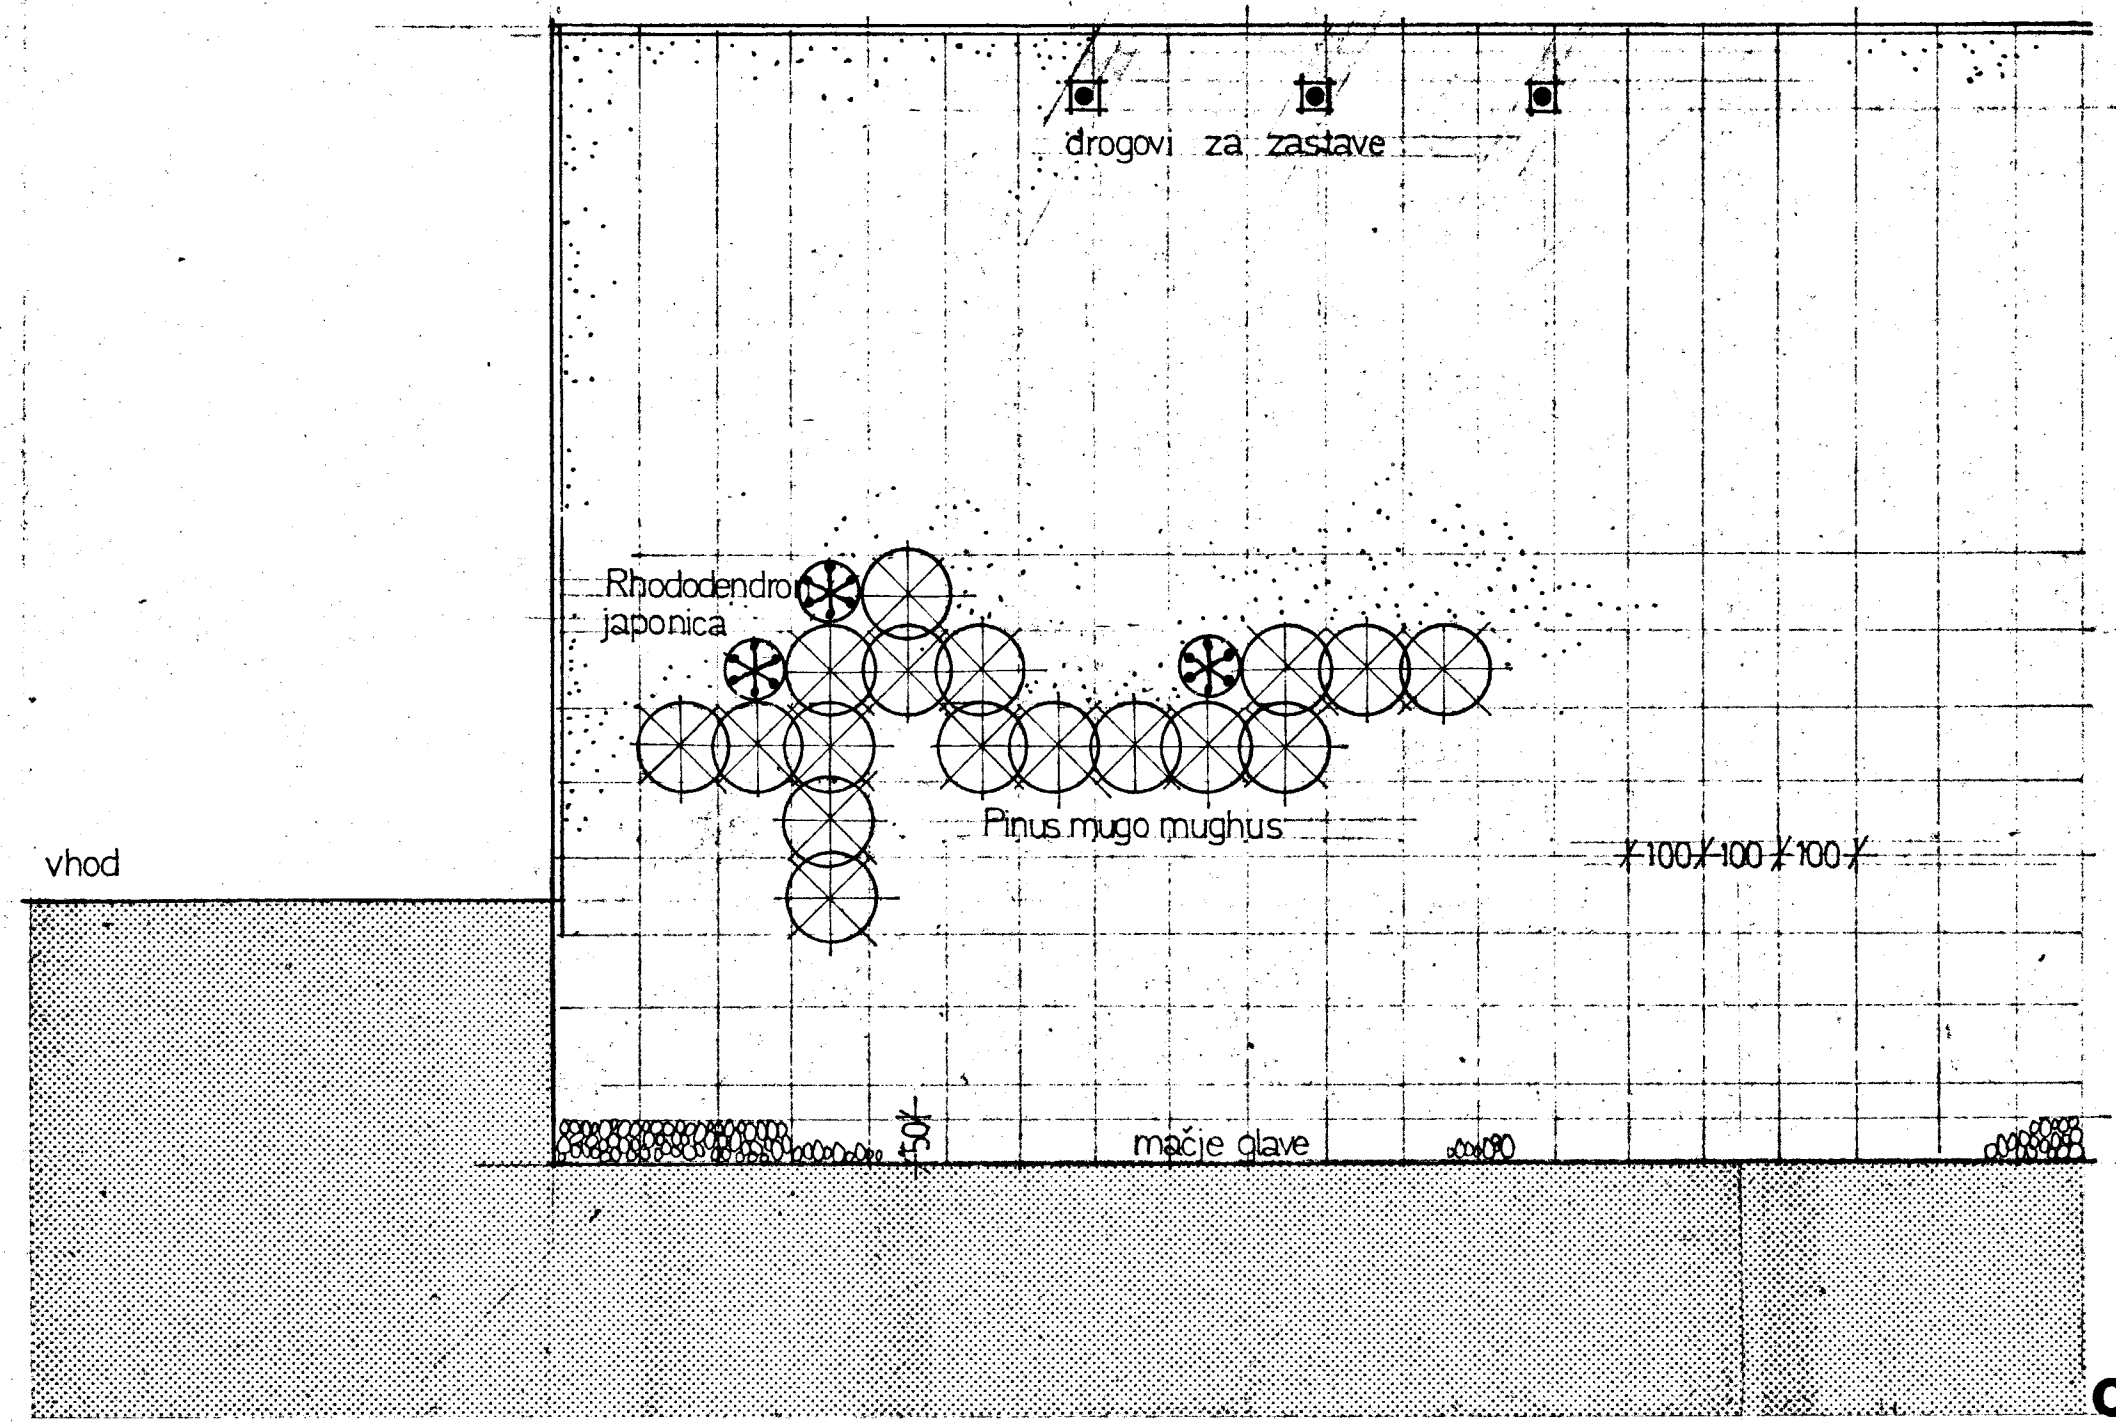 drogovi za zastave
Rhododendron
japonica
Pinus mugo mughus
vhod
100 100 100
50
mačje glave